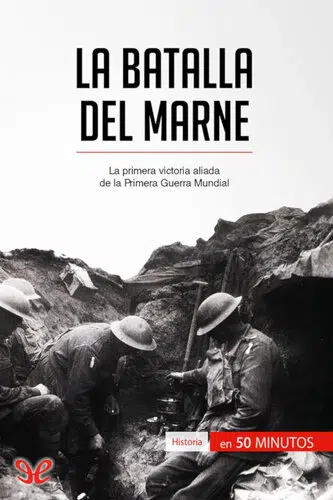 LA BATALLA
DEL MARNE
La primera victoria aliada
de la Primera Guerra Mundial
Historia en 50 MINUTOS